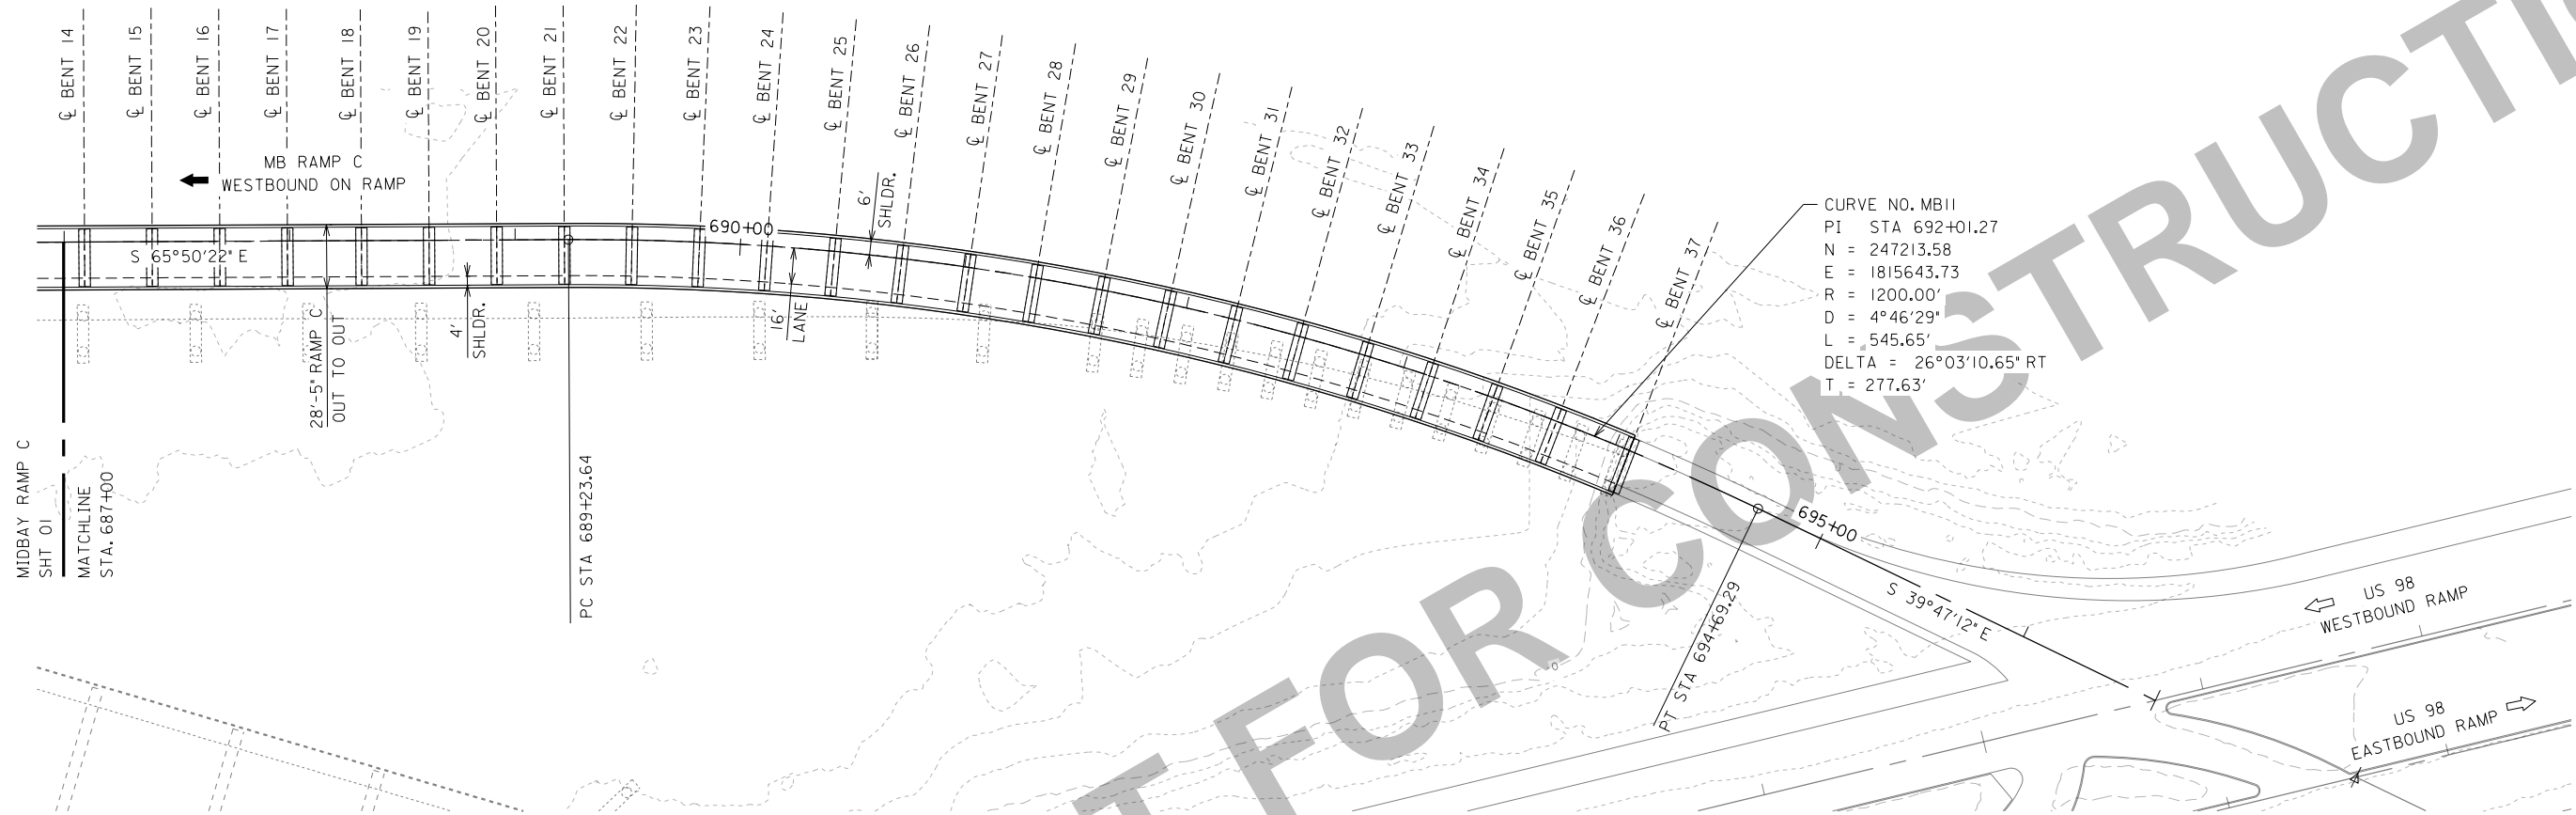 ℄ BENT 14
℄ BENT 15
℄ BENT 16
℄ BENT 17
℄ BENT 18
℄ BENT 19
℄ BENT 20
℄ BENT 21
℄ BENT 22
℄ BENT 23
℄ BENT 24
℄ BENT 25
℄ BENT 26
℄ BENT 27
℄ BENT 28
℄ BENT 29
℄ BENT 30
℄ BENT 31
℄ BENT 32
℄ BENT 33
℄ BENT 34
℄ BENT 35
℄ BENT 36
℄ BENT 37
MB RAMP C
WESTBOUND ON RAMP
S 65°50'22" E
690+00
6'
SHLDR.
16'
LANE
4'
SHLDR.
28'-5" RAMP C
OUT TO OUT
MIDBAY RAMP C
SHT 01
MATCHLINE
STA. 687+00
PC STA 689+23.64
CURVE NO. MB11
PI STA 692+01.27
N = 247213.58
E = 1815643.73
R = 1200.00'
D = 4°46'29"
L = 545.65'
DELTA = 26°03'10.65" RT
T = 277.63'
695+00
PT STA 694+69.29
S 39°47'12" E
US 98
WESTBOUND RAMP
US 98
EASTBOUND RAMP
T FOR CONSTRUCTI